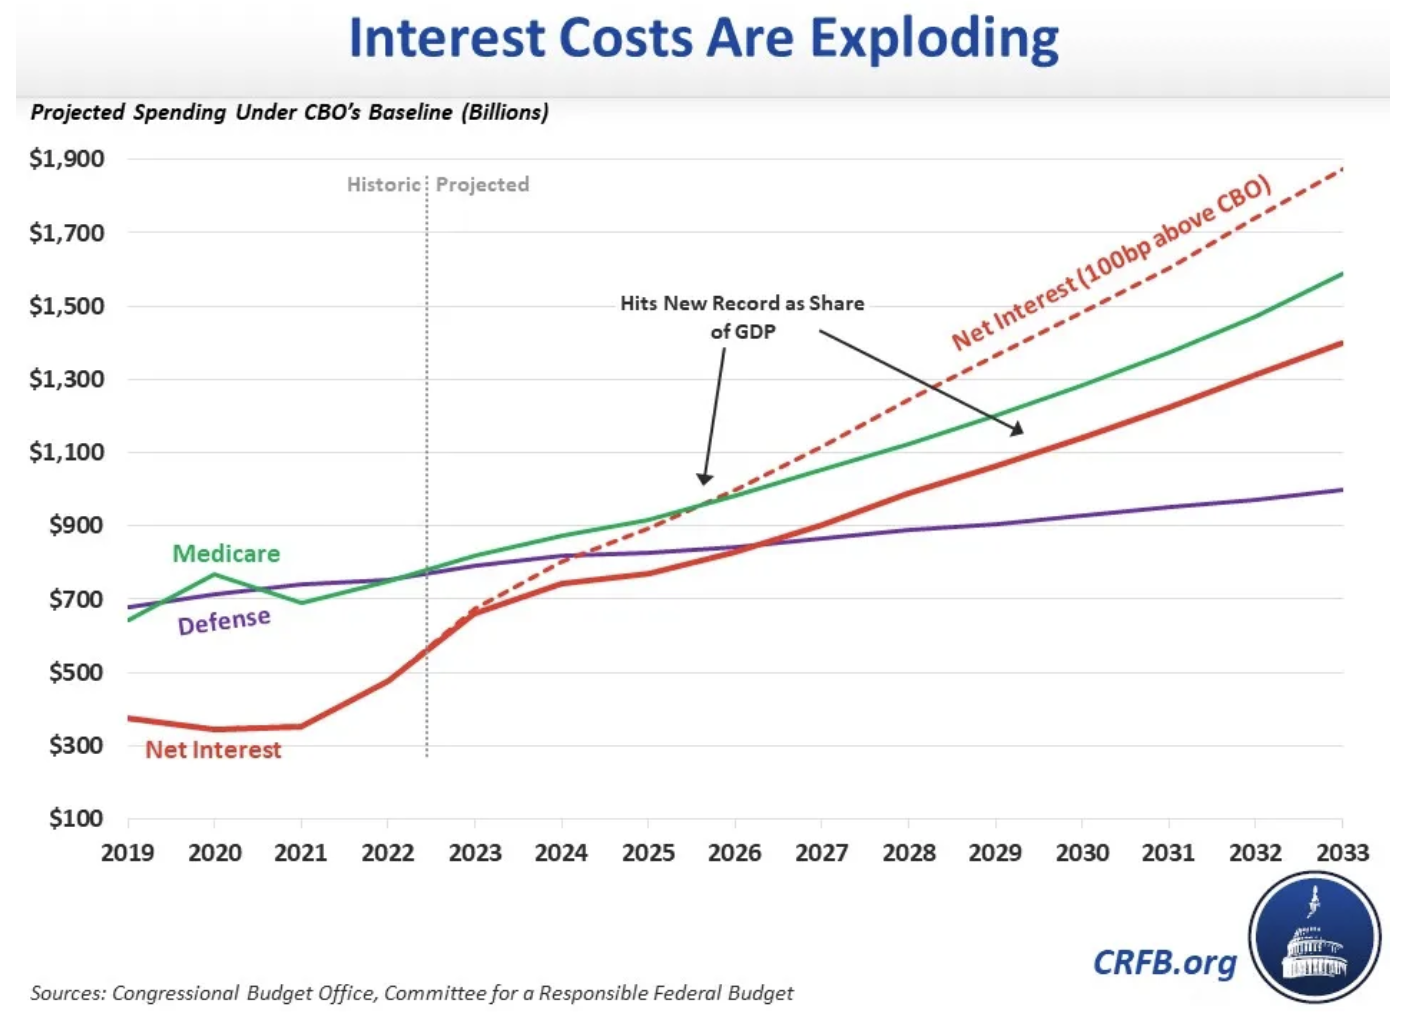 Interest Costs Are Exploding
Projected Spending Under CBO's Baseline (Billions)
$1,900
Historic
Projected
$1,700
Net Interest (100bp above CBO)
$1,500
Hits New Record as Share
of GDP
$1,300
$1,100
$900
Medicare
$700
Defense
$500
$300
Net Interest
$100
2019 2020 2021 2022 2023 2024 2025 2026 2027 2028 2029 2030 2031 2032 2033
CRFB.org
Sources: Congressional Budget Office, Committee for a Responsible Federal Budget